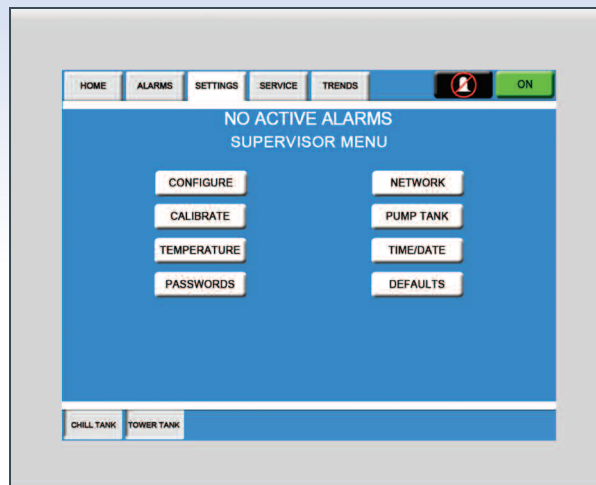 HOME ALARMS SETTINGS SERVICE TRENDS ON
NO ACTIVE ALARMS
SUPERVISOR MENU
CONFIGURE NETWORK
CALIBRATE PUMP TANK
TEMPERATURE TIME/DATE
PASSWORDS DEFAULTS
CHILL TANK TOWER TANK